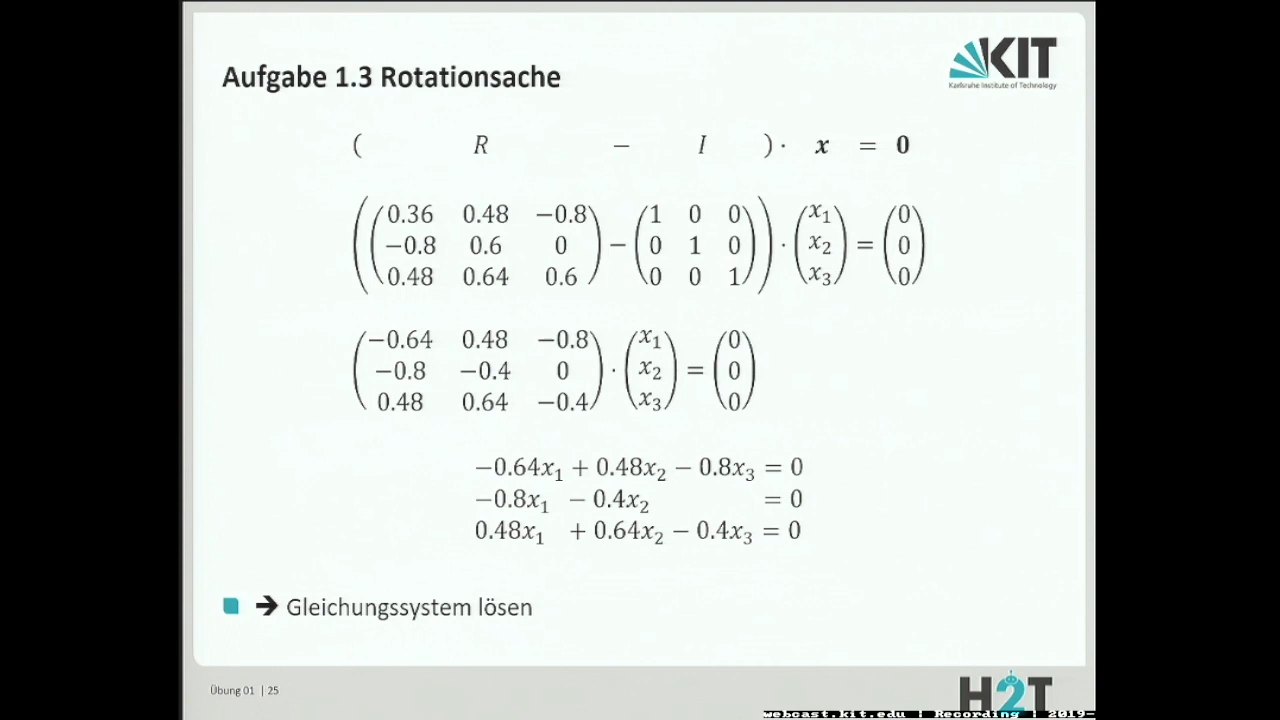 Aufgabe 1.3 Rotationsache
KIT
Karlsruhe Institute of Technology
( R − I ) · x = 0
((0.36 0.48 −0.8) − (1 0 0)) · (x₁) = (0)
−0.8 0.6 0 0 1 0 x₂ 0
0.48 0.64 0.6 0 0 1 x₃ 0
(−0.64 0.48 −0.8) · (x₁) = (0)
−0.8 −0.4 0 x₂ 0
0.48 0.64 −0.4 x₃ 0
−0.64x₁ + 0.48x₂ − 0.8x₃ = 0
−0.8x₁ − 0.4x₂ = 0
0.48x₁ + 0.64x₂ − 0.4x₃ = 0
➔ Gleichungssystem lösen
Übung 01 | 25
H2T
webcast.kit.edu | Recording | 2019-